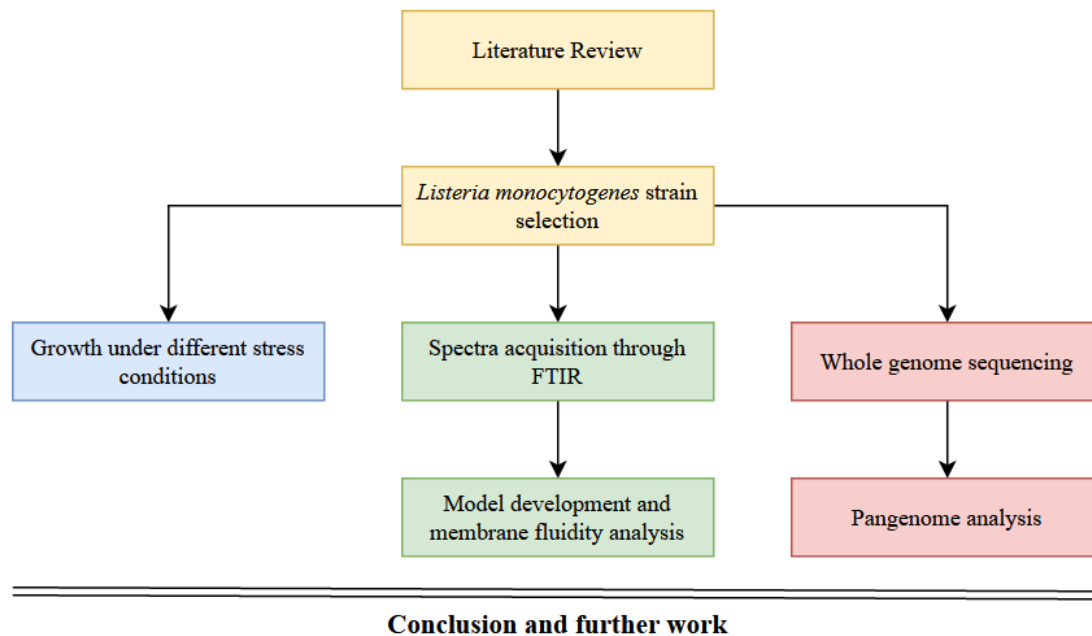 Literature Review
Listeria monocytogenes strain
selection
Growth under different stress
conditions
Spectra acquisition through
FTIR
Whole genome sequencing
Model development and
membrane fluidity analysis
Pangenome analysis
Conclusion and further work